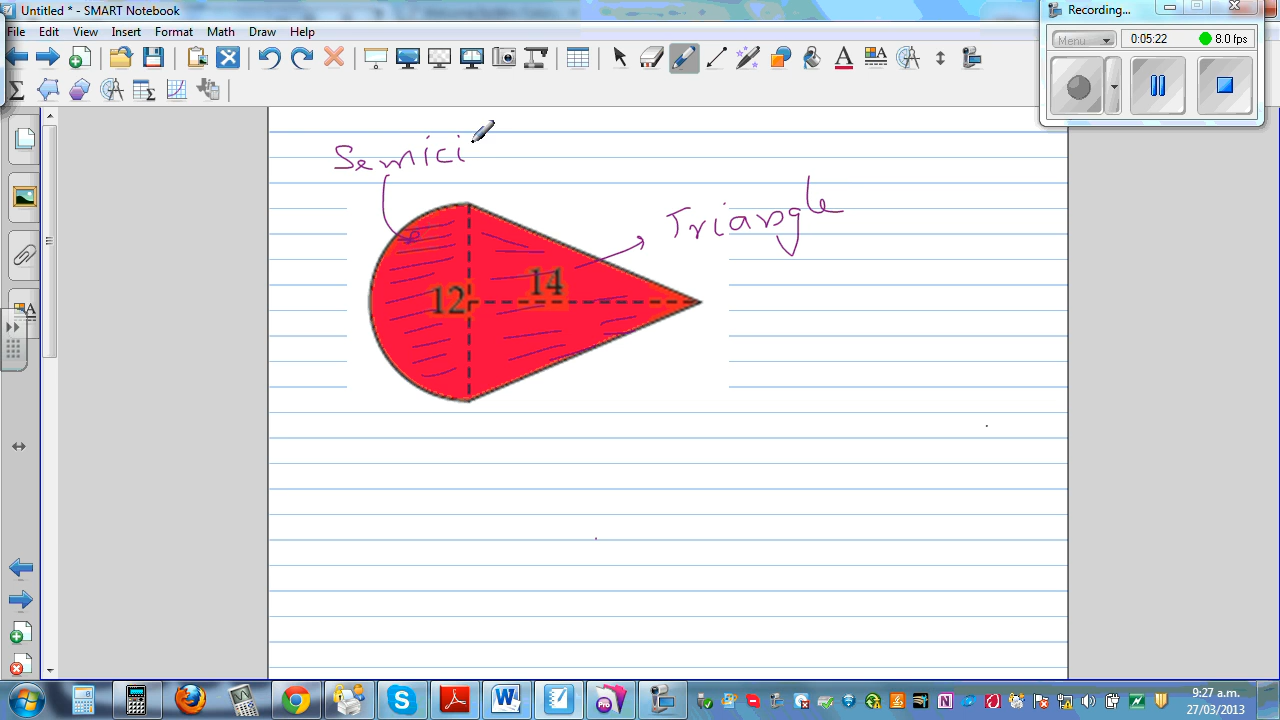 Untitled * - SMART Notebook
File Edit View Insert Format Math Draw Help
Recording...
Menu 0:05:22 8.0 fps
Semici
Triangle
14
12
9:27 a.m.
27/03/2013